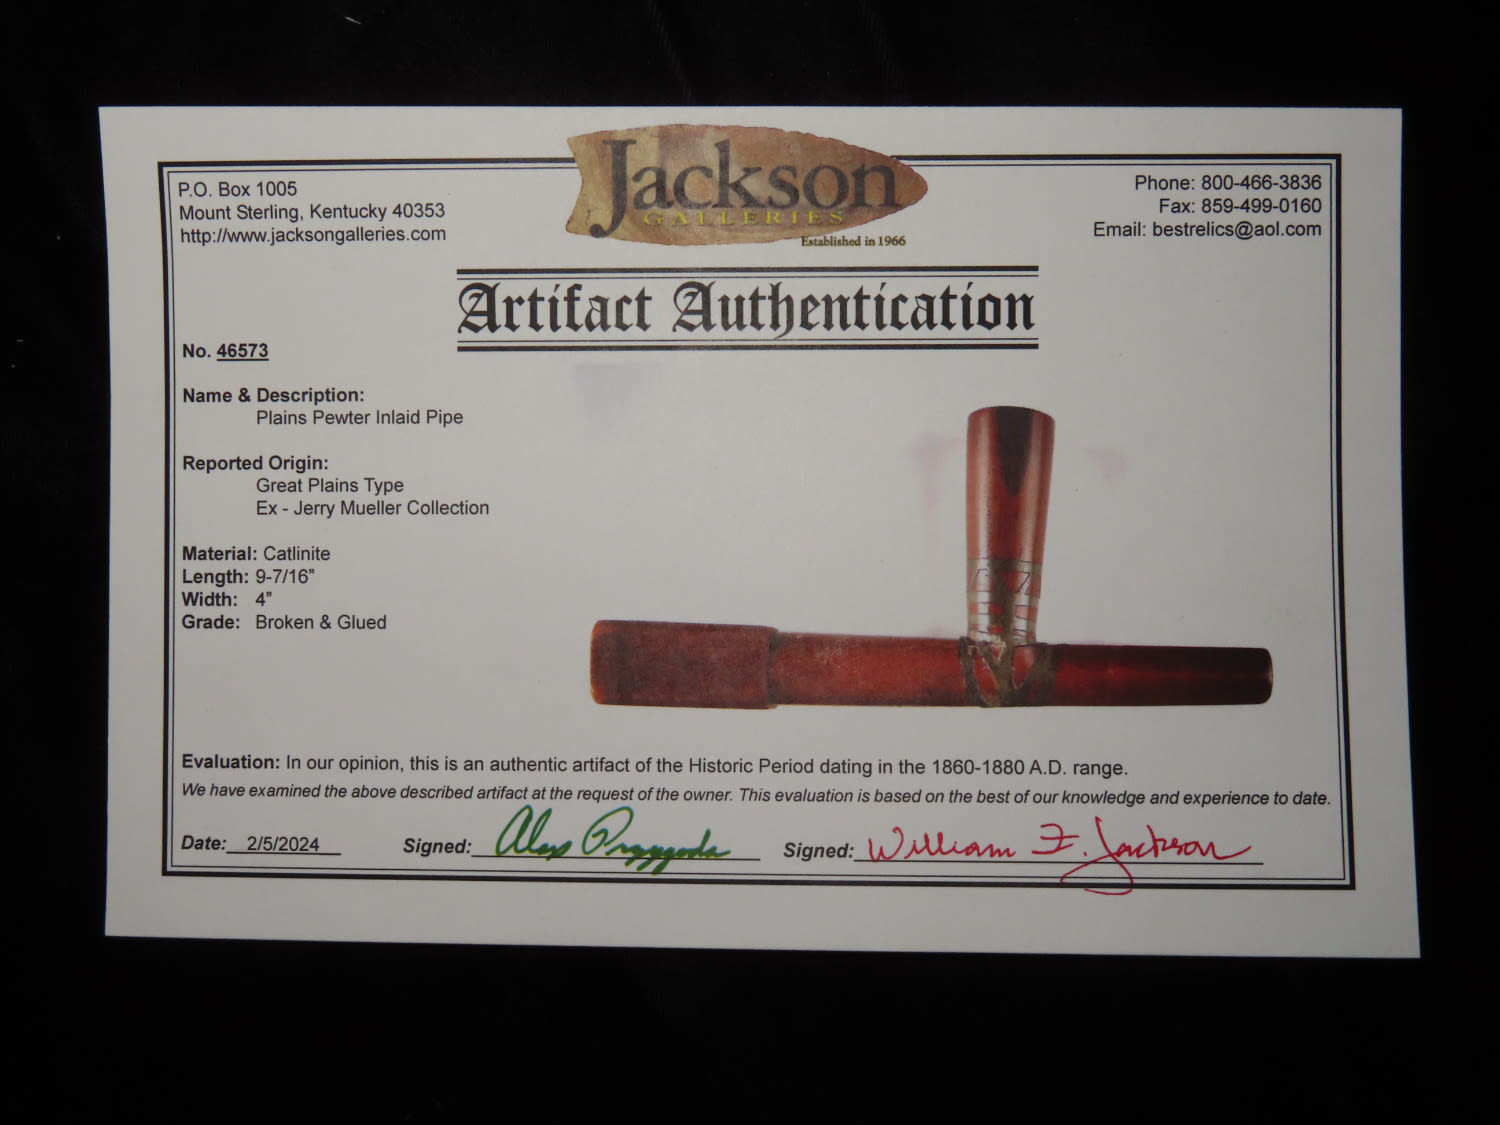 Jackson
GALLERIES
Established in 1966
P.O. Box 1005
Mount Sterling, Kentucky 40353
http://www.jacksongalleries.com
Phone: 800-466-3836
Fax: 859-499-0160
Email: bestrelics@aol.com
Artifact Authentication
No. 46573
Name & Description:
Plains Pewter Inlaid Pipe
Reported Origin:
Great Plains Type
Ex - Jerry Mueller Collection
Material: Catlinite
Length: 9-7/16”
Width: 4”
Grade: Broken & Glued
Evaluation: In our opinion, this is an authentic artifact of the Historic Period dating in the 1860-1880 A.D. range.
We have examined the above described artifact at the request of the owner. This evaluation is based on the best of our knowledge and experience to date.
Date: 2/5/2024 Signed: Alex Signed: William F. Jackson